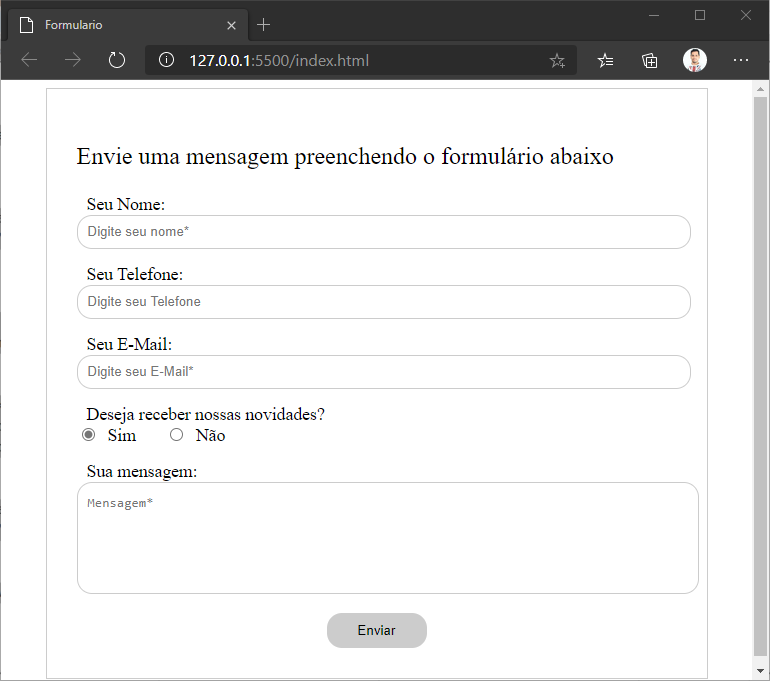 Formulario
127.0.0.1:5500/index.html
Envie uma mensagem preenchendo o formulário abaixo
Seu Nome:
Digite seu nome*
Seu Telefone:
Digite seu Telefone
Seu E-Mail:
Digite seu E-Mail*
Deseja receber nossas novidades?
Sim Não
Sua mensagem:
Mensagem*
Enviar